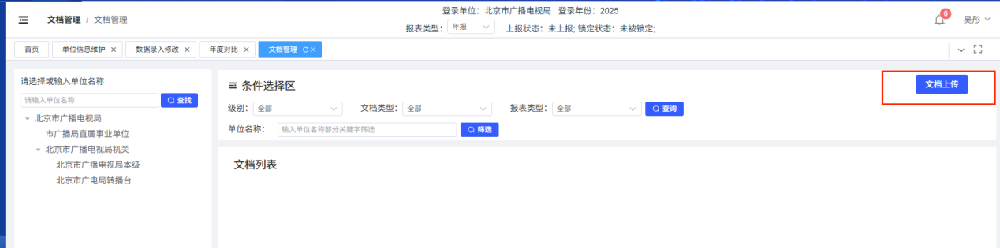 登录单位：北京市广播电视局 登录年份：2025
文档管理 / 文档管理
0
吴彤
报表类型： 年报 上报状态：未上报; 锁定状态：未被锁定;
首页 单位信息维护 × 数据录入修改 × 年度对比 × 文档管理 ×
请选择或输入单位名称
条件选择区
文档上传
请输入单位名称 查找
级别： 全部 文档类型： 全部 报表类型： 全部 查询
北京市广播电视局
单位名称： 输入单位名称部分关键字筛选 筛选
市广播局直属事业单位
北京市广播电视局机关
北京市广播电视局本级
文档列表
北京市广电局转播台